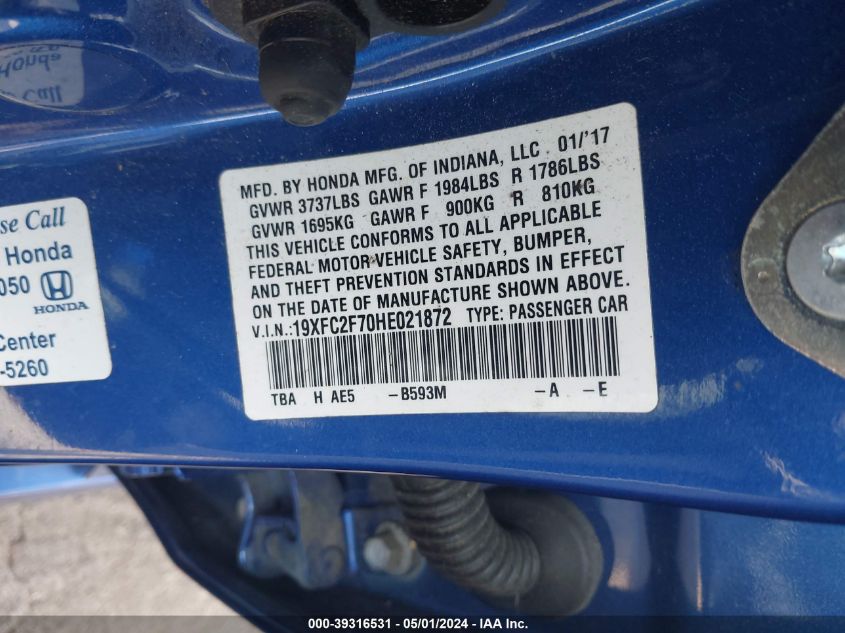 Honda
Call
se Call
Honda
050
HONDA
Center
-5260
MFD. BY HONDA MFG. OF INDIANA, LLC 01/'17
GVWR 3737LBS GAWR F 1984LBS R 1786LBS
GVWR 1695KG GAWR F 900KG R 810KG
THIS VEHICLE CONFORMS TO ALL APPLICABLE
FEDERAL MOTOR VEHICLE SAFETY, BUMPER,
AND THEFT PREVENTION STANDARDS IN EFFECT
ON THE DATE OF MANUFACTURE SHOWN ABOVE.
V.I.N.:19XFC2F70HE021872 TYPE: PASSENGER CAR
TBA H AE5 -B593M -A -E
000-39316531 - 05/01/2024 - IAA Inc.